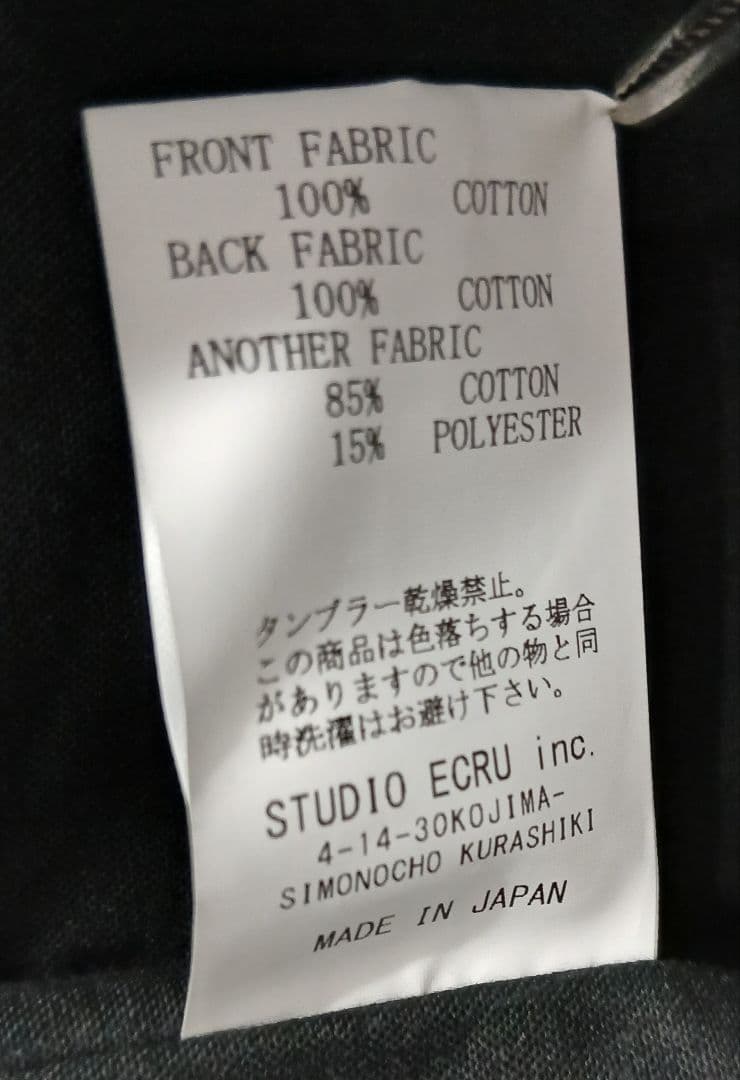 FRONT FABRIC
100% COTTON
BACK FABRIC
100% COTTON
ANOTHER FABRIC
85% COTTON
15% POLYESTER
タンブラー乾燥禁止。
この商品は色落ちする場合
がありますので他の物と同
時洗濯はお避け下さい。
STUDIO ECRU inc.
4-14-30KOJIMA-
SIMONOCHO KURASHIKI
MADE IN JAPAN